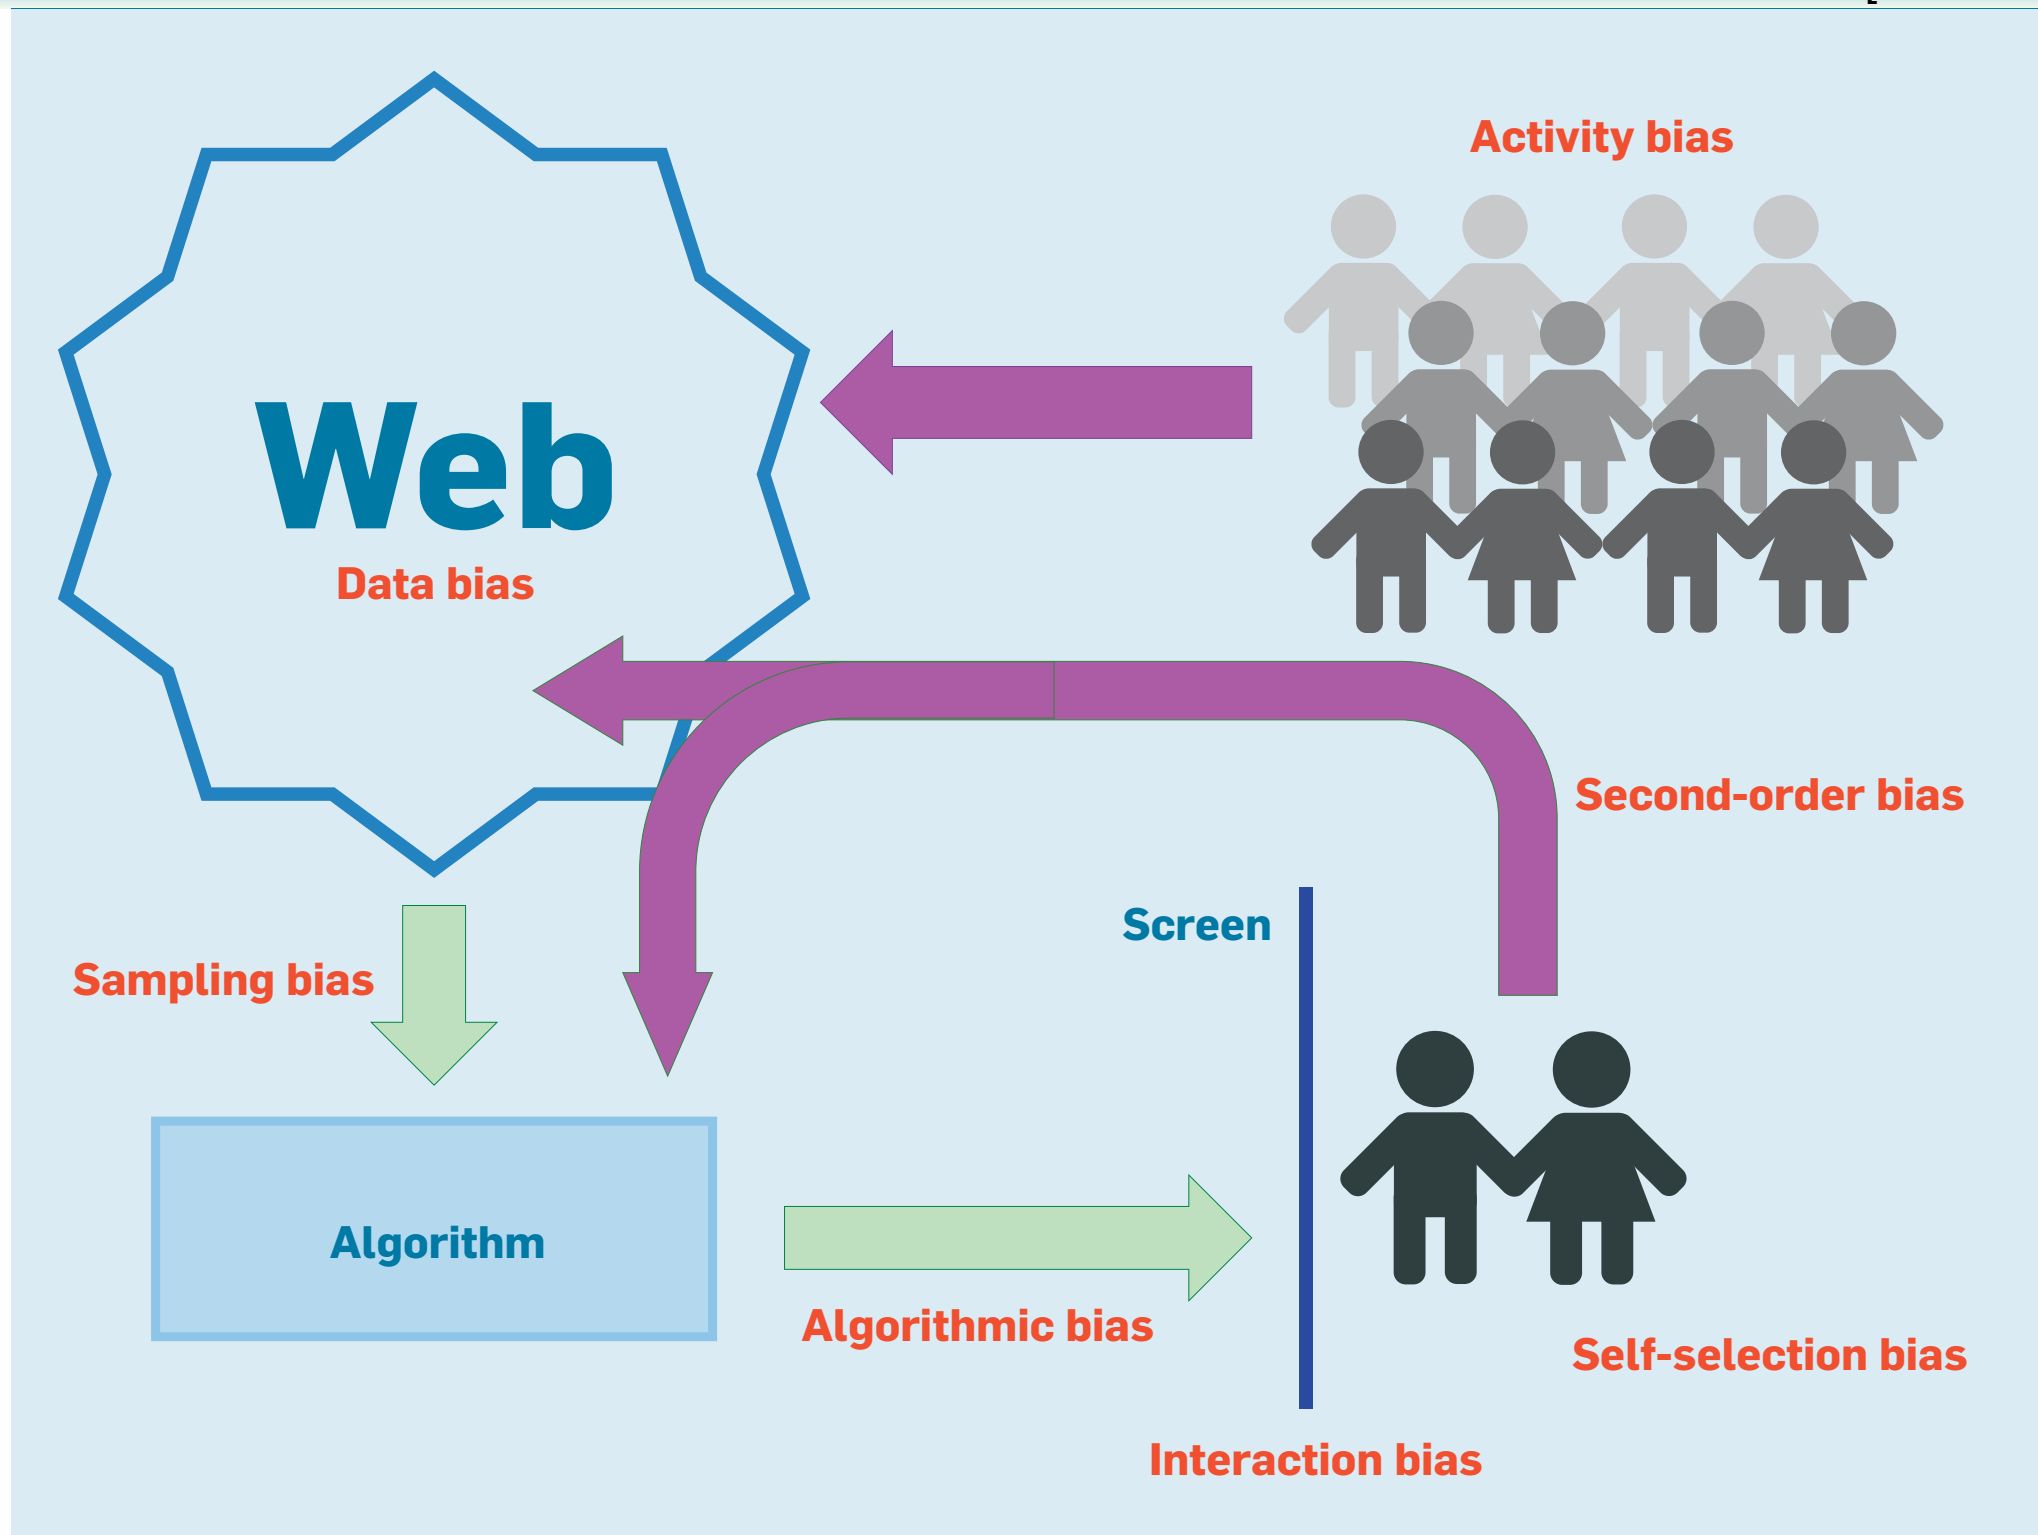 Activity bias
Web
Data bias
Second-order bias
Screen
Sampling bias
Algorithm
Algorithmic bias
Self-selection bias
Interaction bias